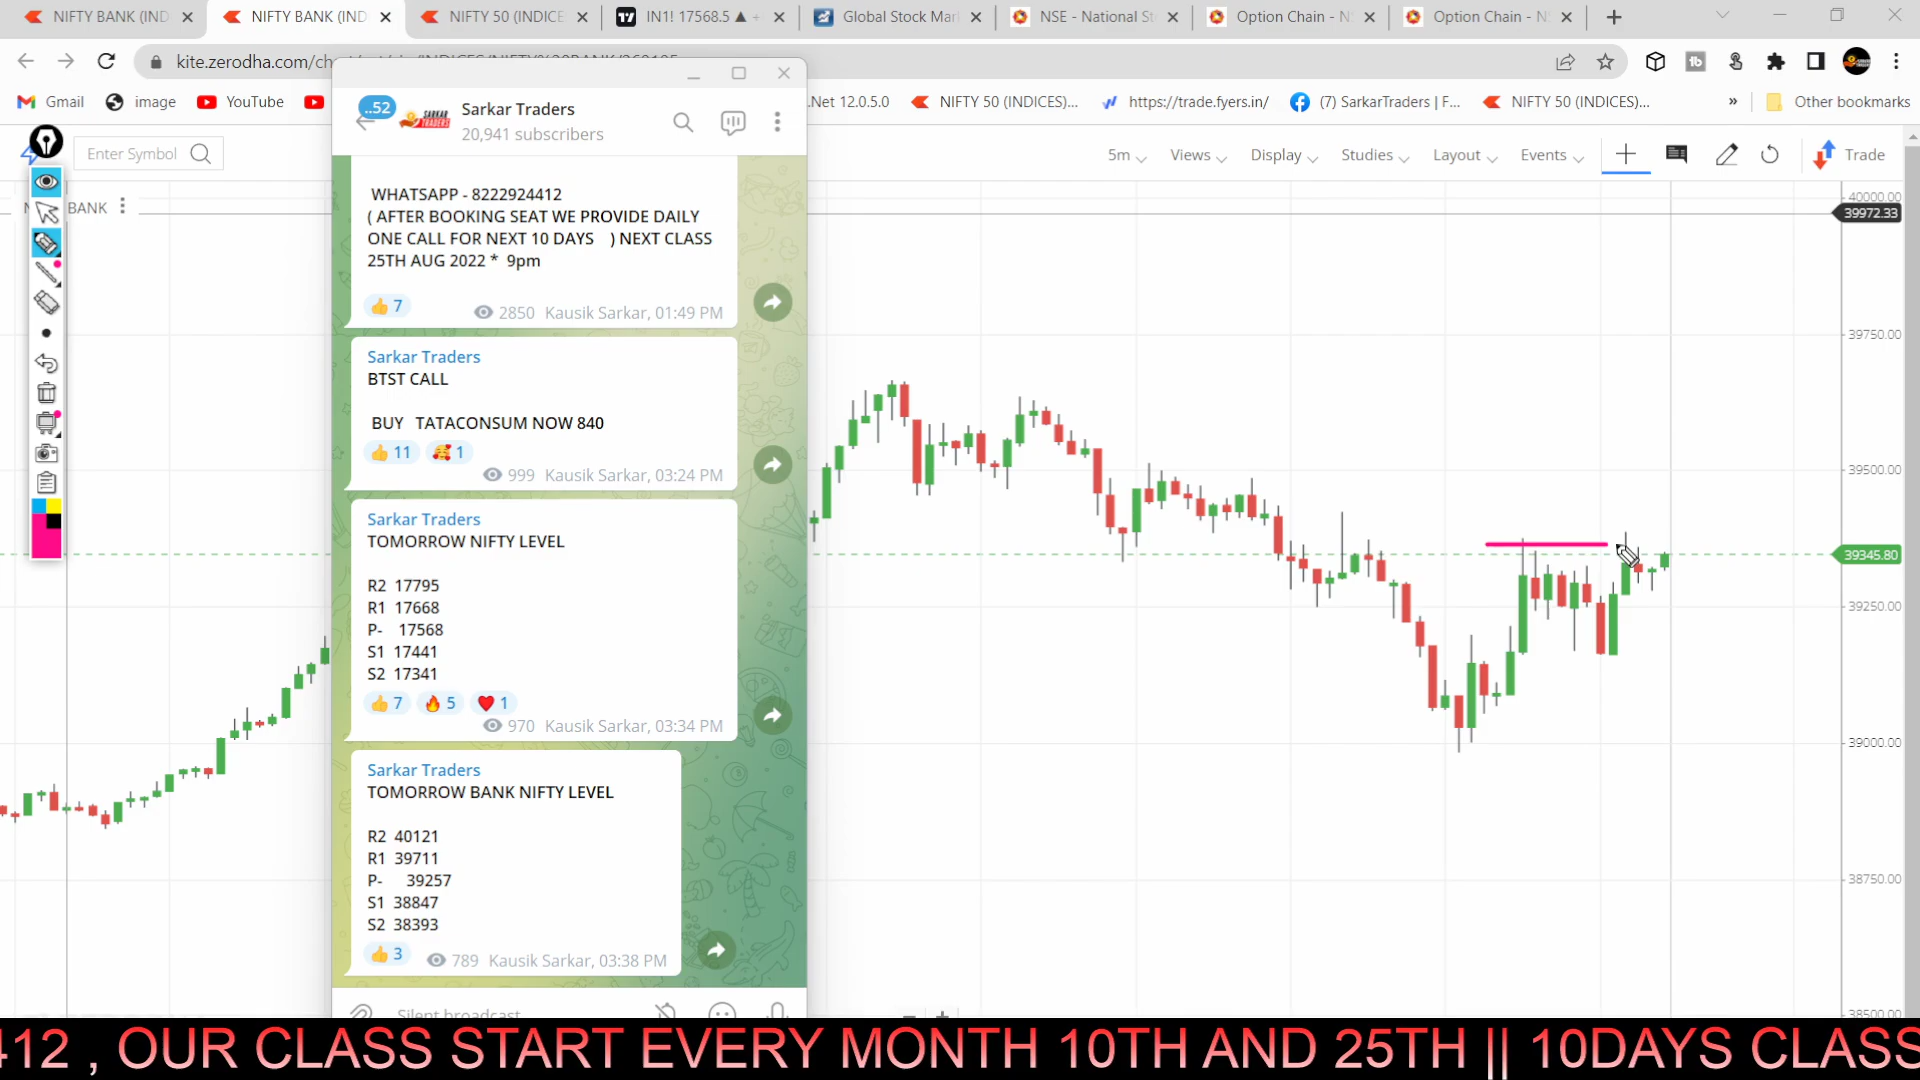 NIFTY BANK (IND
NIFTY BANK (IND
NIFTY 50 (INDICE
IN1! 17568.5 ▲ +
Global Stock Mar
NSE - National St
Option Chain - NS
Option Chain - NS
kite.zerodha.com/
Gmail
image
YouTube
.Net 12.0.5.0
NIFTY 50 (INDICES)...
https://trade.fyers.in/
(7) SarkarTraders | F...
NIFTY 50 (INDICES)...
»
Other bookmarks
..52
Sarkar Traders
20,941 subscribers
Enter Symbol
BANK
5m
Views
Display
Studies
Layout
Events
Trade
WHATSAPP - 8222924412
( AFTER BOOKING SEAT WE PROVIDE DAILY
ONE CALL FOR NEXT 10 DAYS ) NEXT CLASS
25TH AUG 2022 * 9pm
👍 7
2850 Kausik Sarkar, 01:49 PM
Sarkar Traders
BTST CALL
BUY TATACONSUM NOW 840
👍 11 🥰 1
999 Kausik Sarkar, 03:24 PM
Sarkar Traders
TOMORROW NIFTY LEVEL
R2 17795
R1 17668
P- 17568
S1 17441
S2 17341
👍 7 🔥 5 ❤️ 1
970 Kausik Sarkar, 03:34 PM
Sarkar Traders
TOMORROW BANK NIFTY LEVEL
R2 40121
R1 39711
P- 39257
S1 38847
S2 38393
👍 3
789 Kausik Sarkar, 03:38 PM
Silent broadcast
40000.00
39972.33
39750.00
39500.00
39345.80
39250.00
39000.00
38750.00
38500.00
412 , OUR CLASS START EVERY MONTH 10TH AND 25TH || 10DAYS CLASS